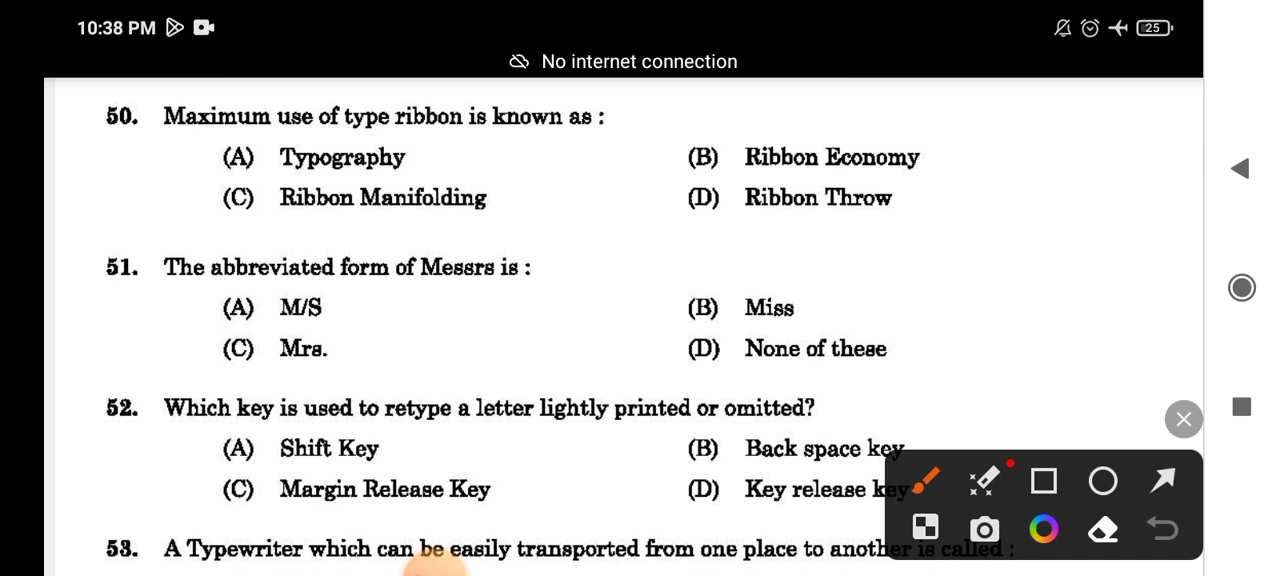 10:38 PM
25
No internet connection
50. Maximum use of type ribbon is known as :
(A) Typography (B) Ribbon Economy
(C) Ribbon Manifolding (D) Ribbon Throw
51. The abbreviated form of Messrs is :
(A) M/S (B) Miss
(C) Mrs. (D) None of these
52. Which key is used to retype a letter lightly printed or omitted?
(A) Shift Key (B) Back space key
(C) Margin Release Key (D) Key release key
53. A Typewriter which can be easily transported from one place to another is called :